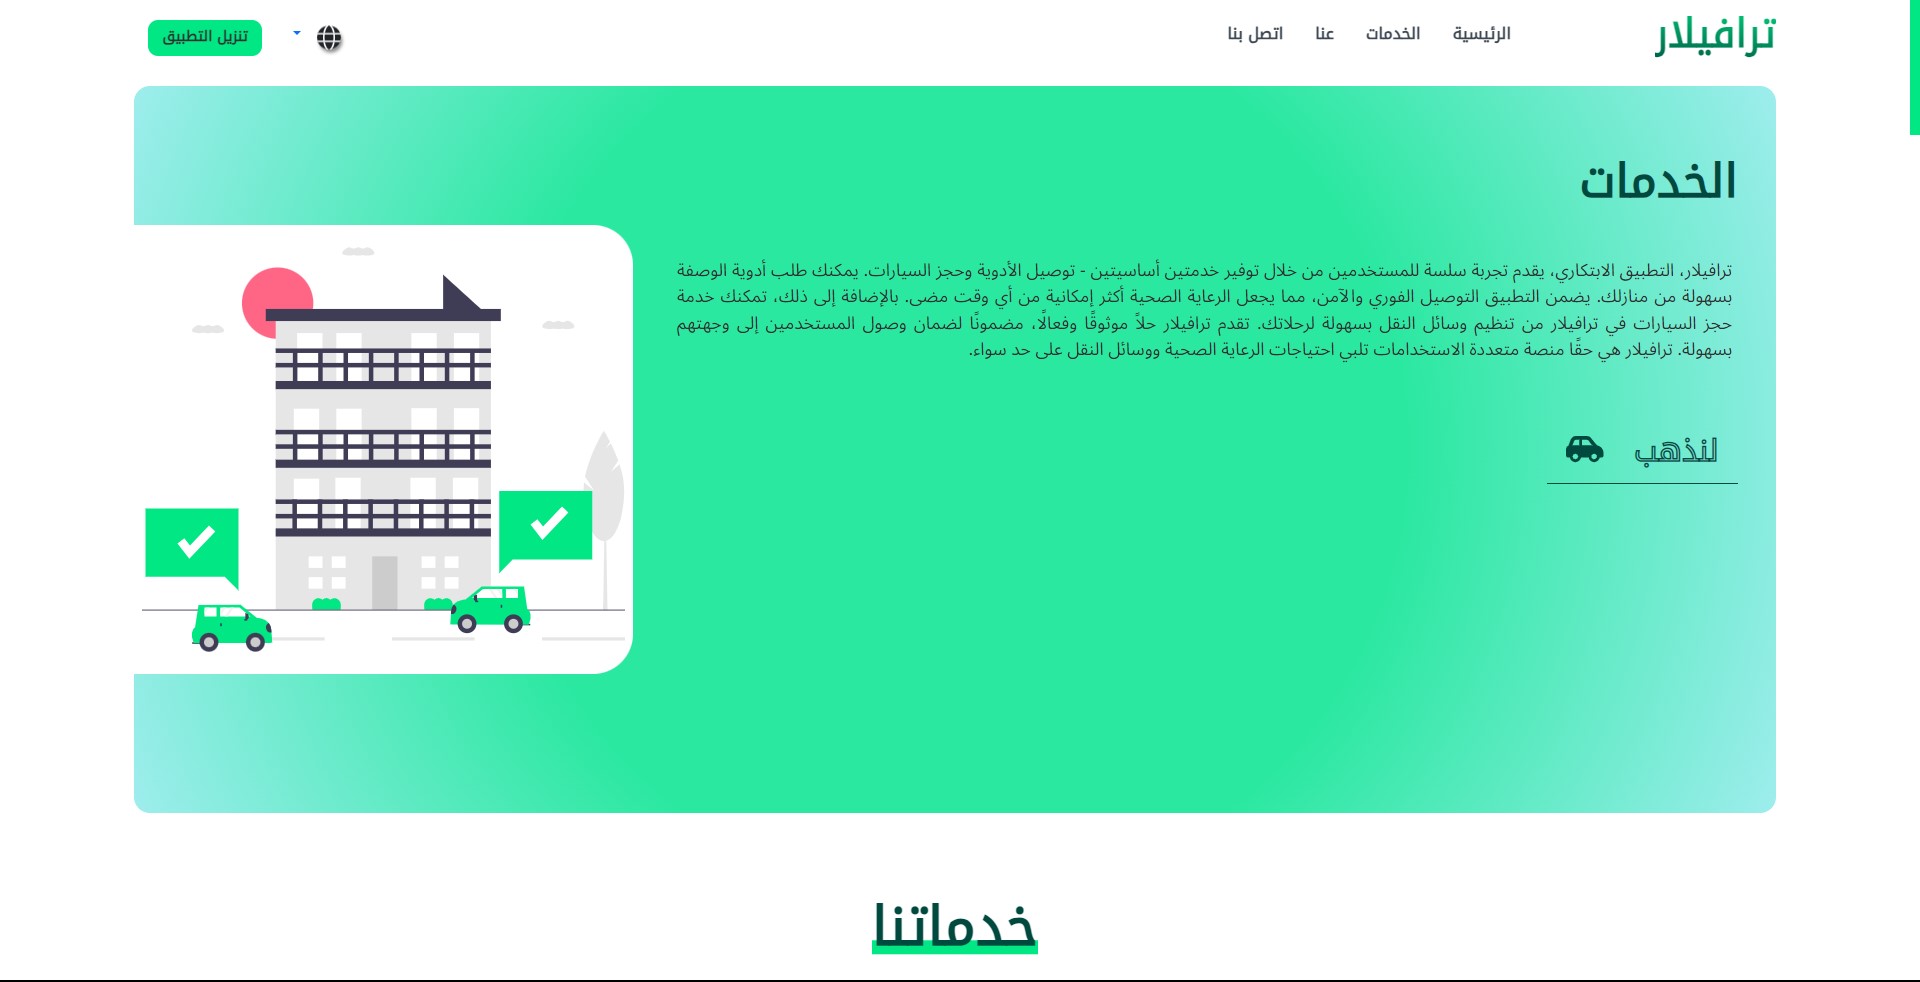 ترافيلار
الرئيسية
الخدمات
عنا
اتصل بنا
تنزيل التطبيق
الخدمات
ترافيلار، التطبيق الابتكاري، يقدم تجربة سلسة للمستخدمين من خلال توفير خدمتين أساسيتين - توصيل الأدوية وحجز السيارات. يمكنك طلب أدوية الوصفة
بسهولة من منازلك. يضمن التطبيق التوصيل الفوري والآمن، مما يجعل الرعاية الصحية أكثر إمكانية من أي وقت مضى. بالإضافة إلى ذلك، تمكنك خدمة
حجز السيارات في ترافيلار من تنظيم وسائل النقل بسهولة لرحلاتك. تقدم ترافيلار حلاً موثوقًا وفعالًا، مضمونًا لضمان وصول المستخدمين إلى وجهتهم
بسهولة. ترافيلار هي حقًا منصة متعددة الاستخدامات تلبي احتياجات الرعاية الصحية ووسائل النقل على حد سواء.
لنذهب
خدماتنا